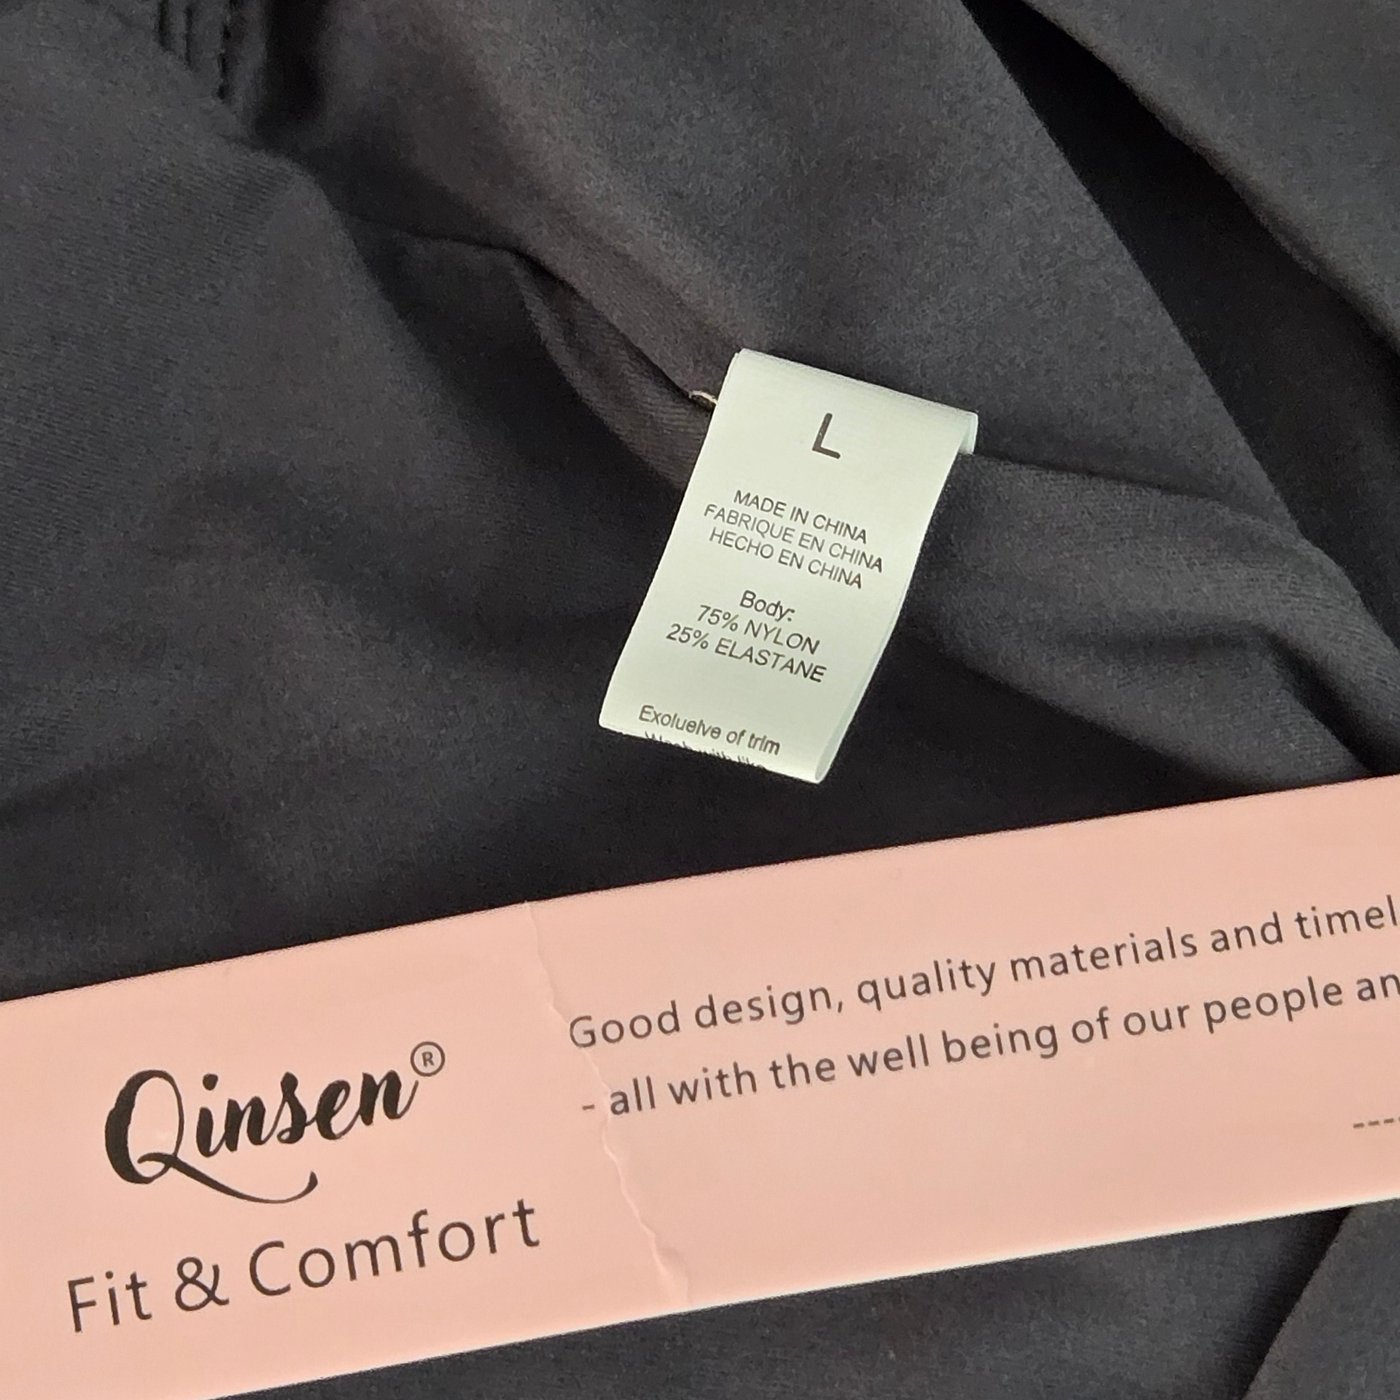 L
MADE IN CHINA
FABRIQUE EN CHINA
HECHO EN CHINA
Body:
75% NYLON
25% ELASTANE
Exoluelve of trim
Qinsen®
Fit & Comfort
Good design, quality materials and timel
- all with the well being of our people an
----